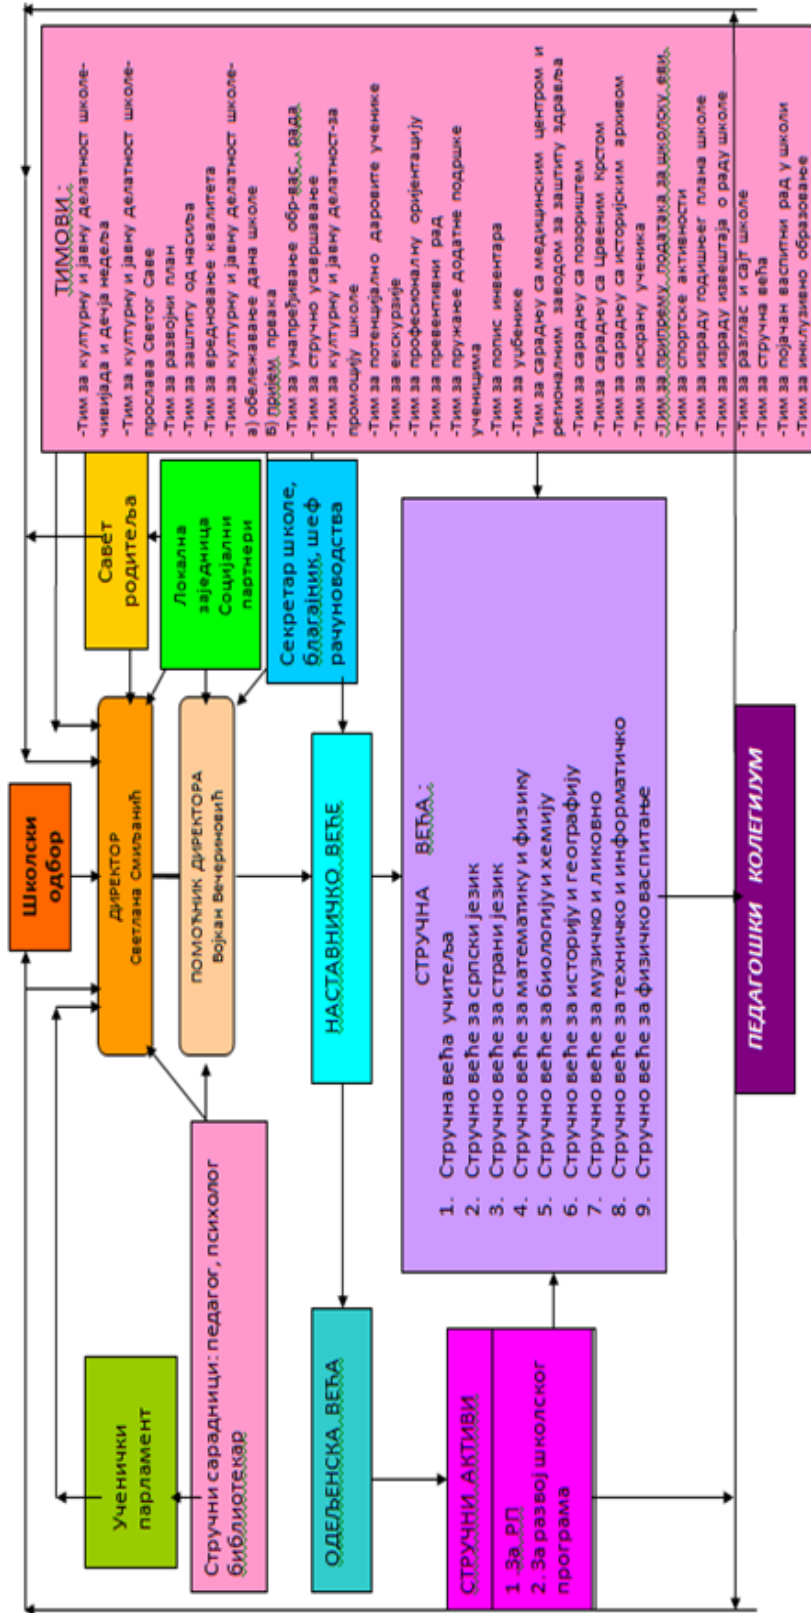 Школски
одбор
ДИРЕКТОР
Светлана Смиљанић
ПОМОЋНИК ДИРЕКТОРА
Војкан Вечериновић
Ученички
парламент
Стручни сарадници: педагог, психолог
библиотекар
Савет
родитеља
Локална
заједница
Социјални
партнери
Секретар школе,
благајник, шеф
рачуноводства
НАСТАВНИЧКО ВЕЋЕ
ОДЕЉЕНСКА ВЕЋА
СТРУЧНИ АКТИВИ
1. За РП
2. За развој школског
програма
СТРУЧНА ВЕЋА :
1. Стручна већа учитеља
2. Стручно веће за српски језик
3. Стручно веће за страни језик
4. Стручно веће за математику и физику
5. Стручно веће за биологију и хемију
6. Стручно веће за историју и географију
7. Стручно веће за музичко и ликовно
8. Стручно веће за техничко и информатичко
9. Стручно веће за физичко васпитање
ТИМОВИ :
-Тим за културну и јавну делатност школе-
чивијада и дечја недеља
-Тим за културну и јавну делатност школе-
прослава Светог Саве
-Тим за развојни план
-Тим за заштиту од насиља
-Тим за вредновање квалитета
-Тим за културну и јавну делатност школе-
а) обележавање дана школе
Б) пријем првака
-Тим за унапређивање обр-вас. рада
-Тим за стручно усавршавање
-Тим за културну и јавну делатност-за
промоцију школе
-Тим за потенцијално даровите ученике
-Тим за екскурзије
-Тим за професионалну оријентацију
-Тим за превентивни рад
-Тим за пружање додатне подршке
ученицима
-Тим за попис инвентара
-Тим за уџбенике
Тим за сарадњу са медицинским центром и
регионалним заводом за заштиту здравља
-Тим за сарадњу са позориштем
-Тим за сарадњу са Црвеним Крстом
-Тим за сарадњу са историјским архивом
-Тим за исхрану ученика
-Тим за припрему података за школску еви.
-Тим за спортске активности
-Тим за израду годишњег плана школе
-Тим за израду извештаја о раду школе
-Тим за разглас и сајт школе
-Тим за стручна већа
-Тим за појачан васпитни рад у школи
-Тим за инклузивно образовање
ПЕДАГОШКИ КОЛЕГИЈУМ